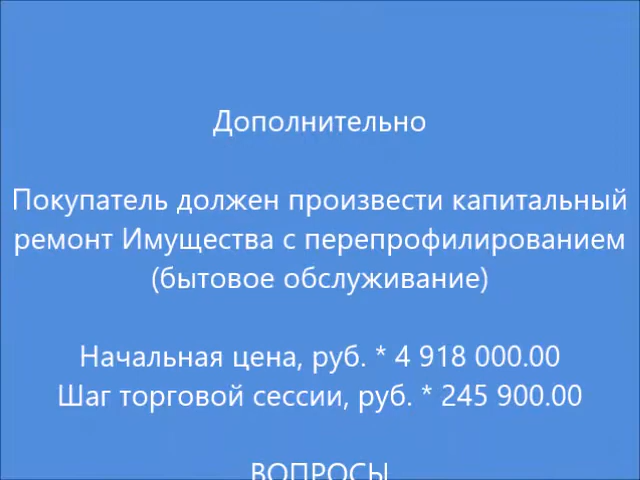 Дополнительно
Покупатель должен произвести капитальный
ремонт Имущества с перепрофилированием
(бытовое обслуживание)
Начальная цена, руб. * 4 918 000.00
Шаг торговой сессии, руб. * 245 900.00
ВОПРОСЫ